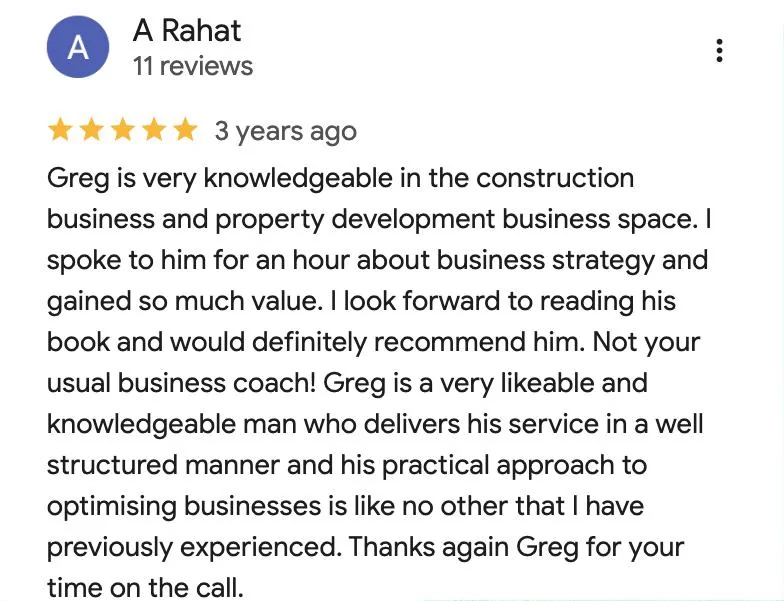 A
A Rahat
11 reviews
3 years ago
Greg is very knowledgeable in the construction
business and property development business space. I
spoke to him for an hour about business strategy and
gained so much value. I look forward to reading his
book and would definitely recommend him. Not your
usual business coach! Greg is a very likeable and
knowledgeable man who delivers his service in a well
structured manner and his practical approach to
optimising businesses is like no other that I have
previously experienced. Thanks again Greg for your
time on the call.